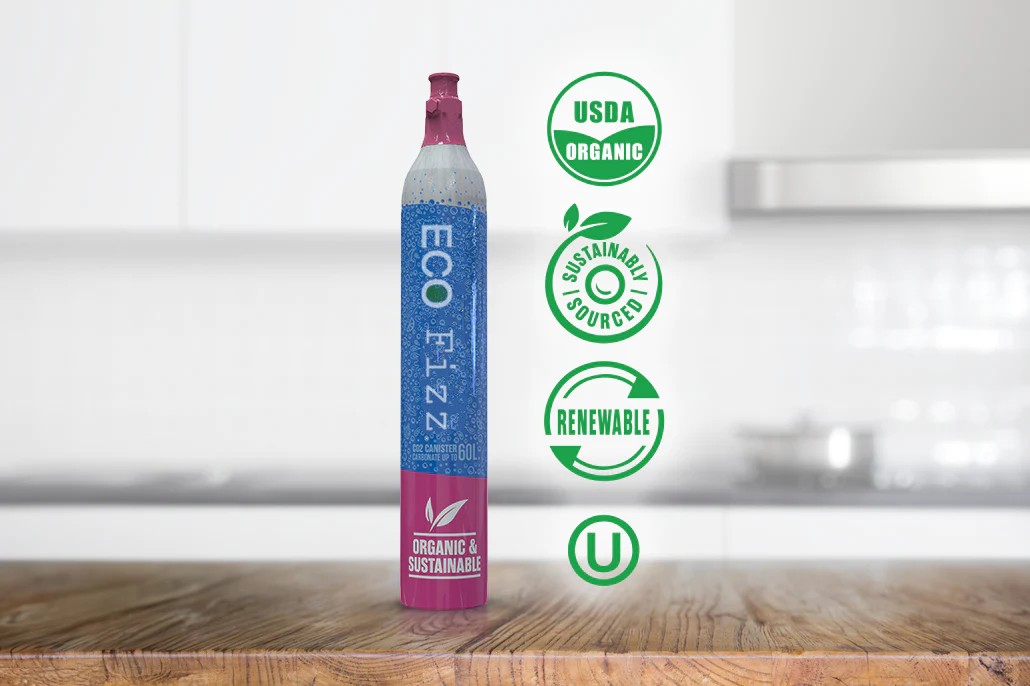 ECO Fizz
CO2 CANISTER
CARBONATE UP TO 60L
ORGANIC &
SUSTAINABLE
USDA
ORGANIC
SUSTAINABLY
SOURCED
RENEWABLE
U